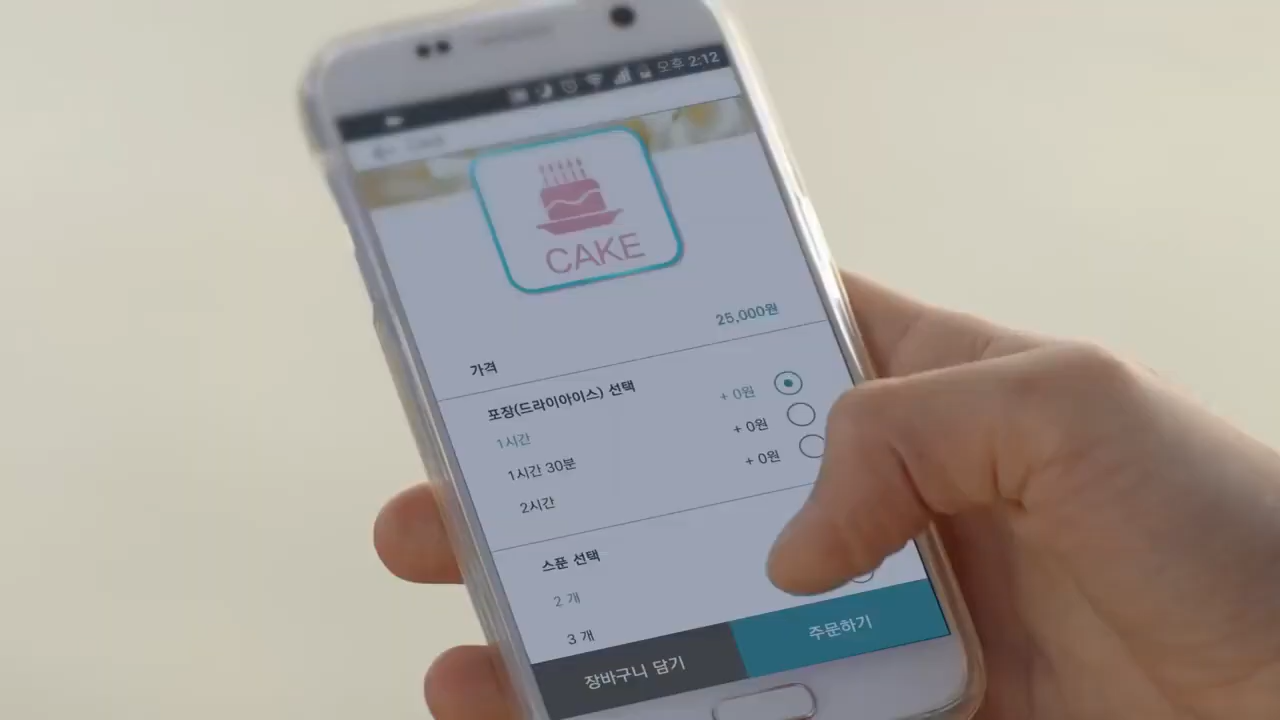 오후 2:12
CAKE
25,000원
가격
포장(드라이아이스) 선택
1시간 + 0원
1시간 30분 + 0원
2시간 + 0원
스푼 선택
2 개
3 개
장바구니 담기 주문하기